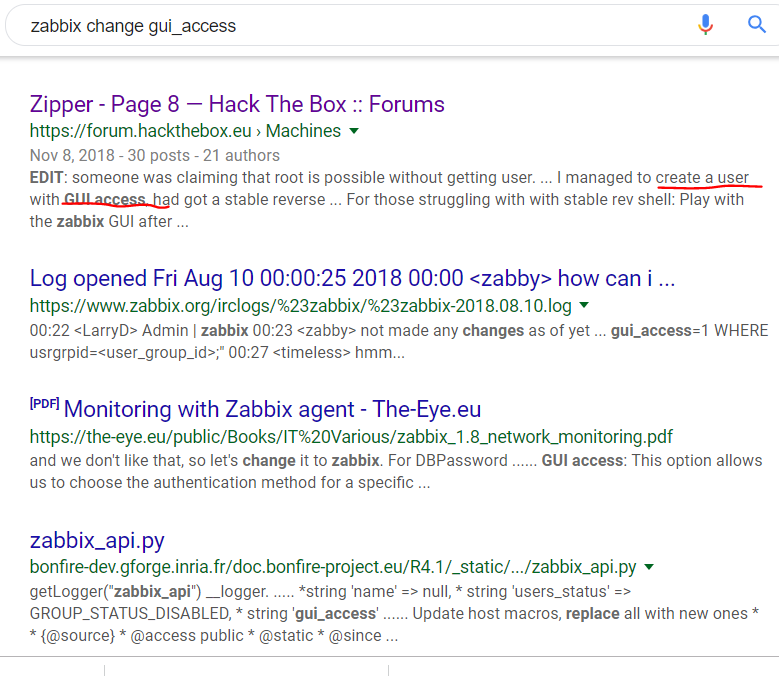 zabbix change gui_access
Zipper - Page 8 — Hack The Box :: Forums
https://forum.hackthebox.eu › Machines
Nov 8, 2018 - 30 posts - 21 authors
EDIT: someone was claiming that root is possible without getting user. ... I managed to create a user
with GUI access, had got a stable reverse ... For those struggling with with stable rev shell: Play with
the zabbix GUI after ...
Log opened Fri Aug 10 00:00:25 2018 00:00 <zabby> how can i ...
https://www.zabbix.org/irclogs/%23zabbix/%23zabbix-2018.08.10.log
00:22 <LarryD> Admin | zabbix 00:23 <zabby> not made any changes as of yet ... gui_access=1 WHERE
usrgrpid=<user_group_id>;" 00:27 <timeless> hmm...
[PDF] Monitoring with Zabbix agent - The-Eye.eu
https://the-eye.eu/public/Books/IT%20Various/zabbix_1.8_network_monitoring.pdf
and we don't like that, so let's change it to zabbix. For DBPassword ...... GUI access: This option allows
us to choose the authentication method for a specific ...
zabbix_api.py
bonfire-dev.gforge.inria.fr/doc.bonfire-project.eu/R4.1/_static/.../zabbix_api.py
getLogger("zabbix_api") __logger. ..... *string 'name' => null, * string 'users_status' =>
GROUP_STATUS_DISABLED, * string 'gui_access' ...... Update host macros, replace all with new ones *
* {@source} * @access public * @static * @since ...